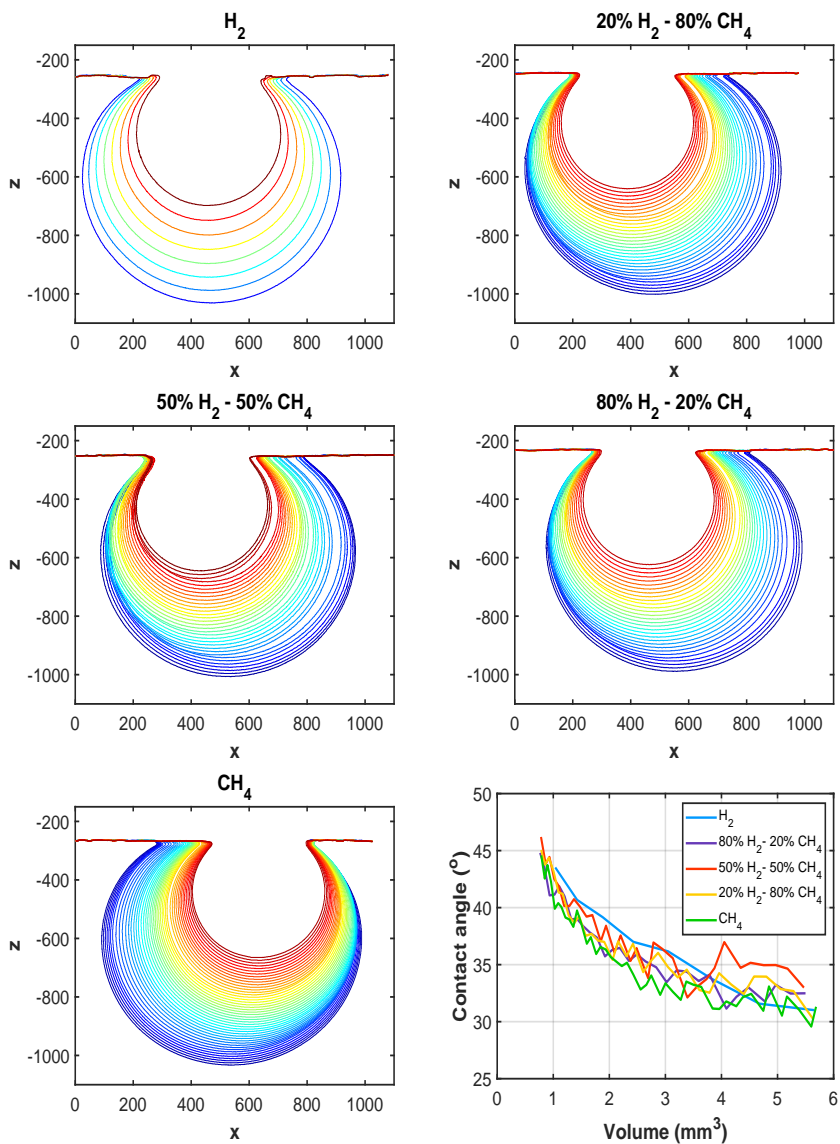 H2
20% H2 - 80% CH4
-200
-400
-600
-800
-1000
z
0 200 400 600 800 1000
x
-200
-400
-600
-800
-1000
z
0 200 400 600 800 1000
x
50% H2 - 50% CH4
80% H2 - 20% CH4
-200
-400
-600
-800
-1000
z
0 200 400 600 800 1000
x
-200
-400
-600
-800
-1000
z
0 200 400 600 800 1000
x
CH4
-200
-400
-600
-800
-1000
z
0 200 400 600 800 1000
x
50
45
40
35
30
25
Contact angle (°)
H2
80% H2- 20% CH4
50% H2- 50% CH4
20% H2- 80% CH4
CH4
0 1 2 3 4 5 6
Volume (mm3)